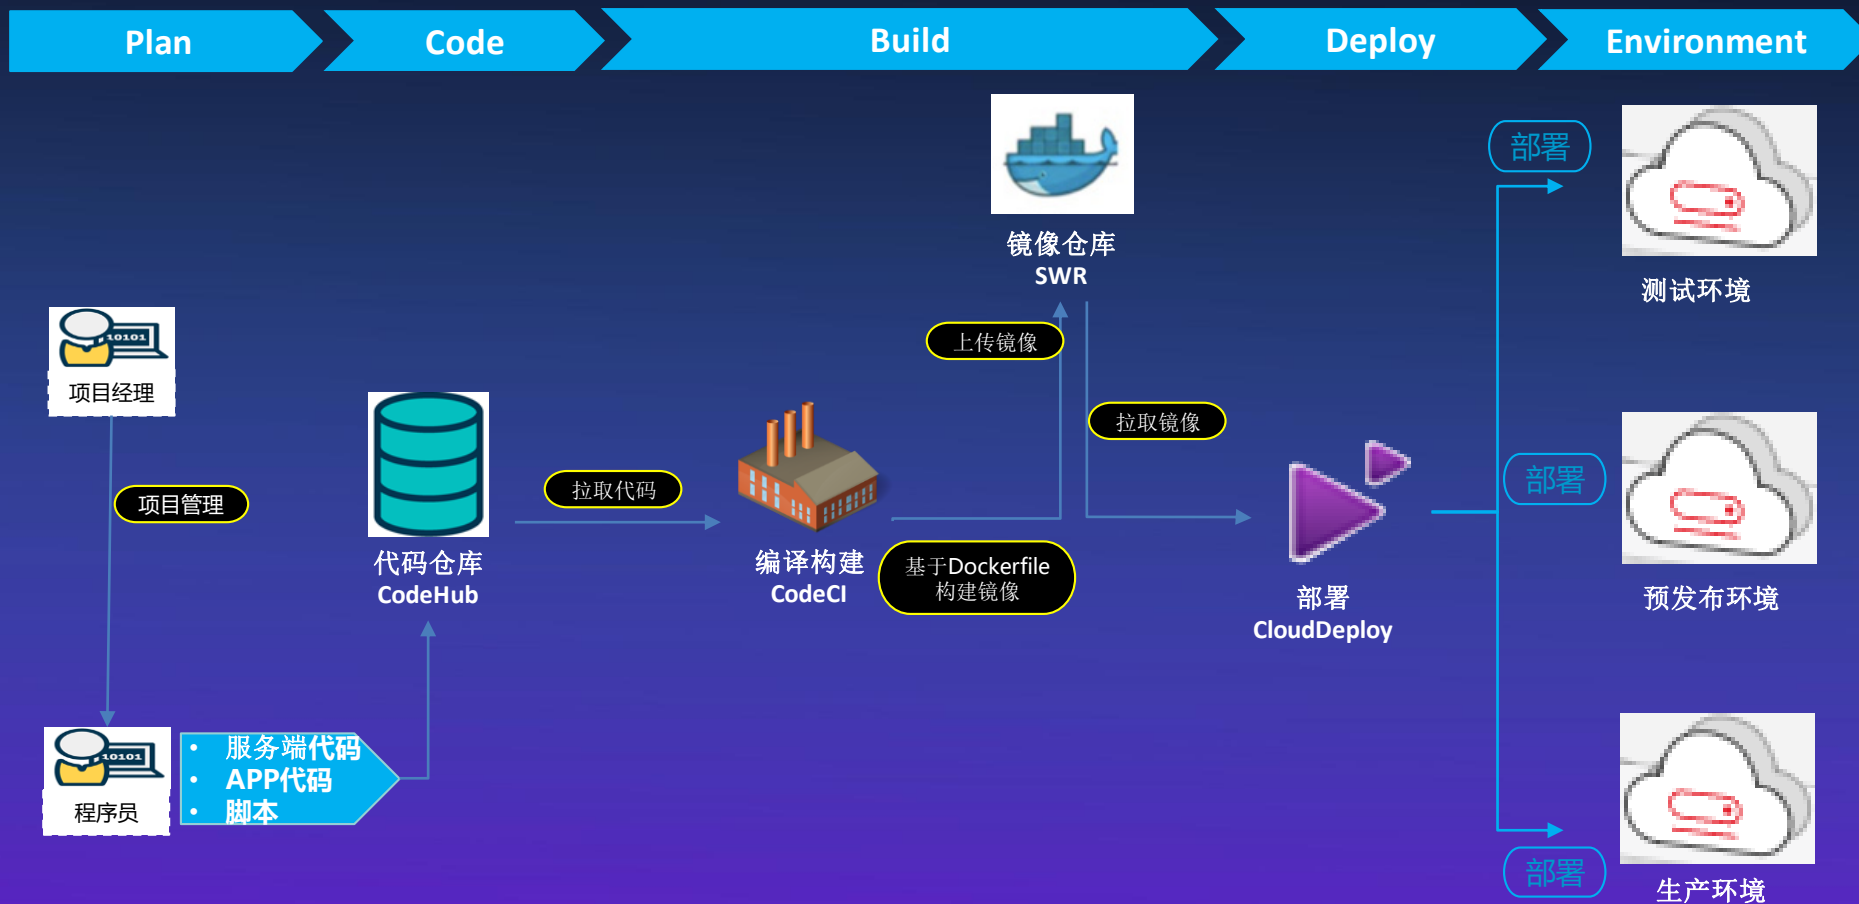 Plan
Code
Build
Deploy
Environment
部署
镜像仓库
SWR
测试环境
上传镜像
10101
项目经理
拉取镜像
项目管理
拉取代码
部署
代码仓库
CodeHub
编译构建
CodeCI
基于Dockerfile
构建镜像
部署
CloudDeploy
预发布环境
10101
程序员
• 服务端代码
• APP代码
• 脚本
部署
生产环境